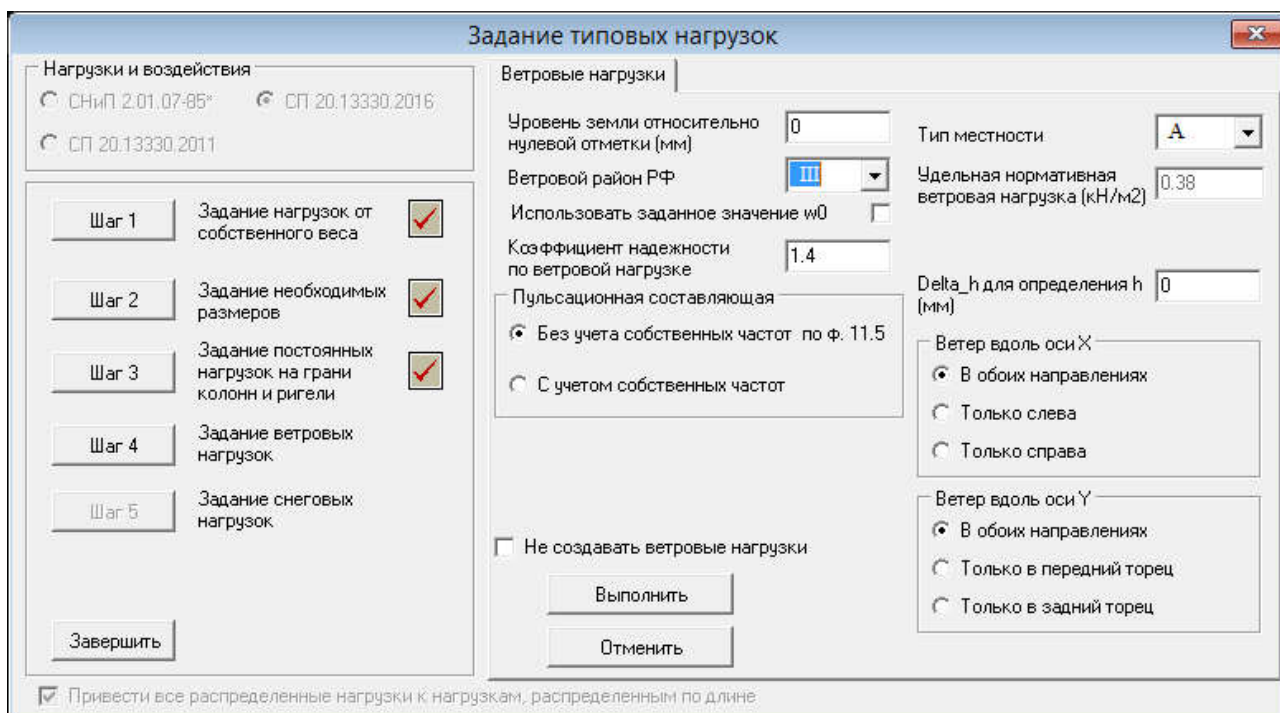 Задание типовых нагрузок
Нагрузки и воздействия
СНиП 2.01.07-85*
СП 20.13330.2016
СП 20.13330.2011
Шаг 1
Задание нагрузок от
собственного веса
Шаг 2
Задание необходимых
размеров
Шаг 3
Задание постоянных
нагрузок на грани
колонн и ригели
Шаг 4
Задание ветровых
нагрузок
Шаг 5
Задание снеговых
нагрузок
Завершить
Ветровые нагрузки
Уровень земли относительно
нулевой отметки (мм)
0
Ветровой район РФ
III
Использовать заданное значение w0
Коэффициент надежности
по ветровой нагрузке
1.4
Пульсационная составляющая
Без учета собственных частот по ф. 11.5
С учетом собственных частот
Не создавать ветровые нагрузки
Выполнить
Отменить
Тип местности
A
Удельная нормативная
ветровая нагрузка (кН/м2)
0.38
Delta_h для определения h
(мм)
0
Ветер вдоль оси X
В обоих направлениях
Только слева
Только справа
Ветер вдоль оси Y
В обоих направлениях
Только в передний торец
Только в задний торец
Привести все распределенные нагрузки к нагрузкам, распределенным по длине